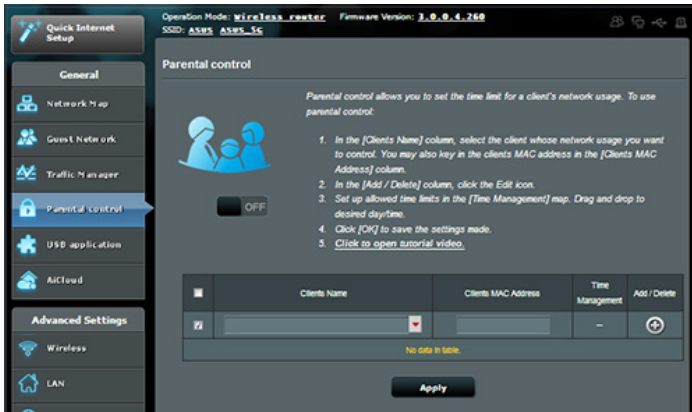 Quick Internet
Setup
Operation Mode: Wireless router Firmware Version: 3.0.0.4.260
SSID: ASUS ASUS_5G
General
Network Map
Guest Network
Traffic Manager
Parental control
USB application
AiCloud
Advanced Settings
Wireless
LAN
Parental control
Parental control allows you to set the time limit for a client's network usage. To use
parental control:
1. In the [Clients Name] column, select the client whose network usage you want
to control. You may also key in the clients MAC address in the [Clients MAC
Address] column.
2. In the [Add / Delete] column, click the Edit icon.
3. Set up allowed time limits in the [Time Management] map. Drag and drop to
desired day/time.
4. Click [OK] to save the settings made.
5. Click to open tutorial video.
OFF
Clients Name Clients MAC Address Time Management Add / Delete
–
No data in table.
Apply